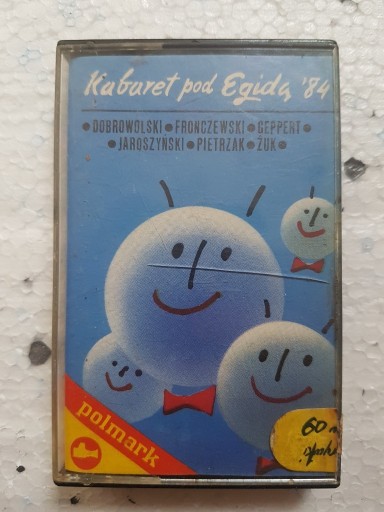 Kabaret pod Egidą '84
•DOBROWOLSKI•FRONCZEWSKI•GEPPERT•
•JAROSZYŃSKI•PIETRZAK•ŻUK•
polmark
60